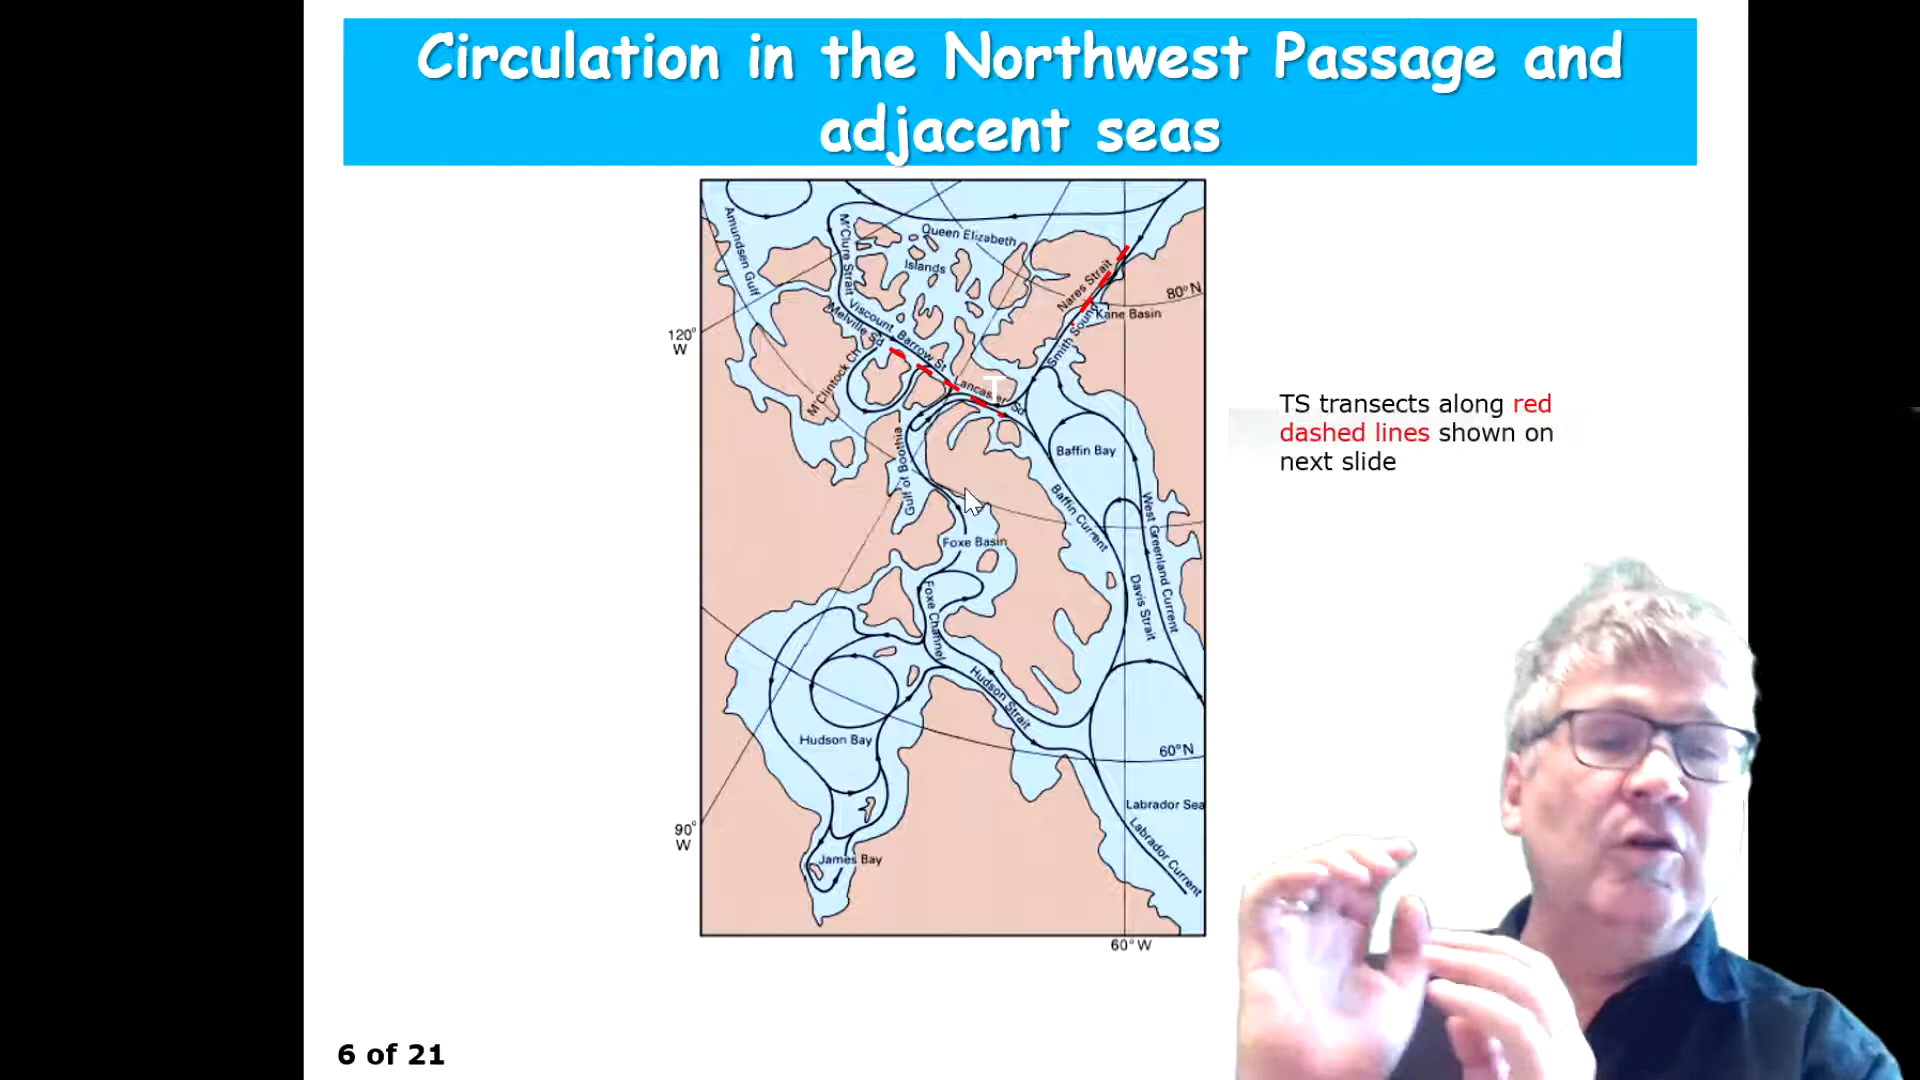 Circulation in the Northwest Passage and
adjacent seas
Amundsen Gulf
M'Clure Strait
Queen Elizabeth
Islands
Nares Strait
80°N
Kane Basin
Smith Sound
120°
W
Viscount
Melville Sd
Barrow St
M'Clintock Ch
Lancaster Sd
T
TS transects along red
dashed lines shown on
next slide
Gulf of Boothia
Baffin Bay
Baffin Current
West Greenland Current
Foxe Basin
Foxe Channel
Davis Strait
Hudson Strait
Hudson Bay
60°N
Labrador Sea
Labrador Current
90°
W
James Bay
60°W
6 of 21